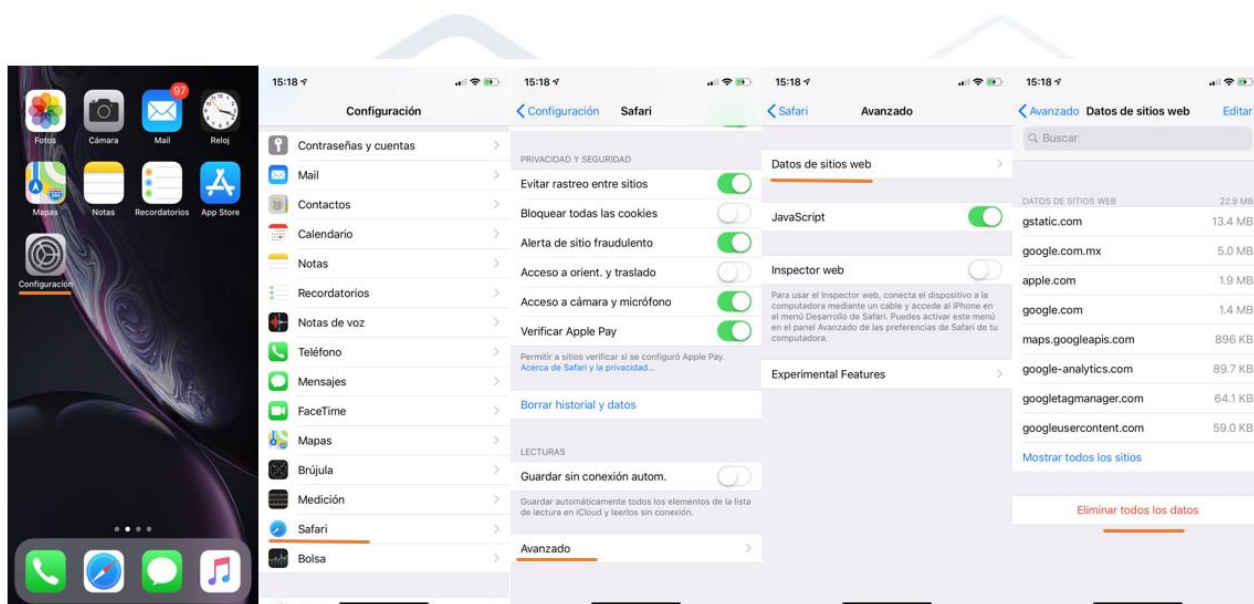 97
Fotos
Cámara
Mail
Reloj
Mapas
Notas
Recordatorios
App Store
Configuración
15:18
Configuración
Contraseñas y cuentas
Mail
Contactos
Calendario
Notas
Recordatorios
Notas de voz
Teléfono
Mensajes
FaceTime
Mapas
Brújula
Medición
Safari
Bolsa
15:18
Configuración Safari
PRIVACIDAD Y SEGURIDAD
Evitar rastreo entre sitios
Bloquear todas las cookies
Alerta de sitio fraudulento
Acceso a orient. y traslado
Acceso a cámara y micrófono
Verificar Apple Pay
Permitir a sitios verificar si se configuró Apple Pay.
Acerca de Safari y la privacidad...
Borrar historial y datos
LECTURAS
Guardar sin conexión autom.
Guardar automáticamente todos los elementos de la lista
de lectura en iCloud y leerlos sin conexión.
Avanzado
15:18
Safari Avanzado
Datos de sitios web
JavaScript
Inspector web
Para usar el Inspector web, conecta el dispositivo a la
computadora mediante un cable y accede al iPhone en
el menú Desarrollo de Safari. Puedes activar este menú
en el panel Avanzado de las preferencias de Safari de tu
computadora.
Experimental Features
15:18
Avanzado Datos de sitios web Editar
Buscar
DATOS DE SITIOS WEB 22.9 MB
gstatic.com 13.4 MB
google.com.mx 5.0 MB
apple.com 1.9 MB
google.com 1.4 MB
maps.googleapis.com 896 KB
google-analytics.com 89.7 KB
googletagmanager.com 64.1 KB
googleusercontent.com 59.0 KB
Mostrar todos los sitios
Eliminar todos los datos